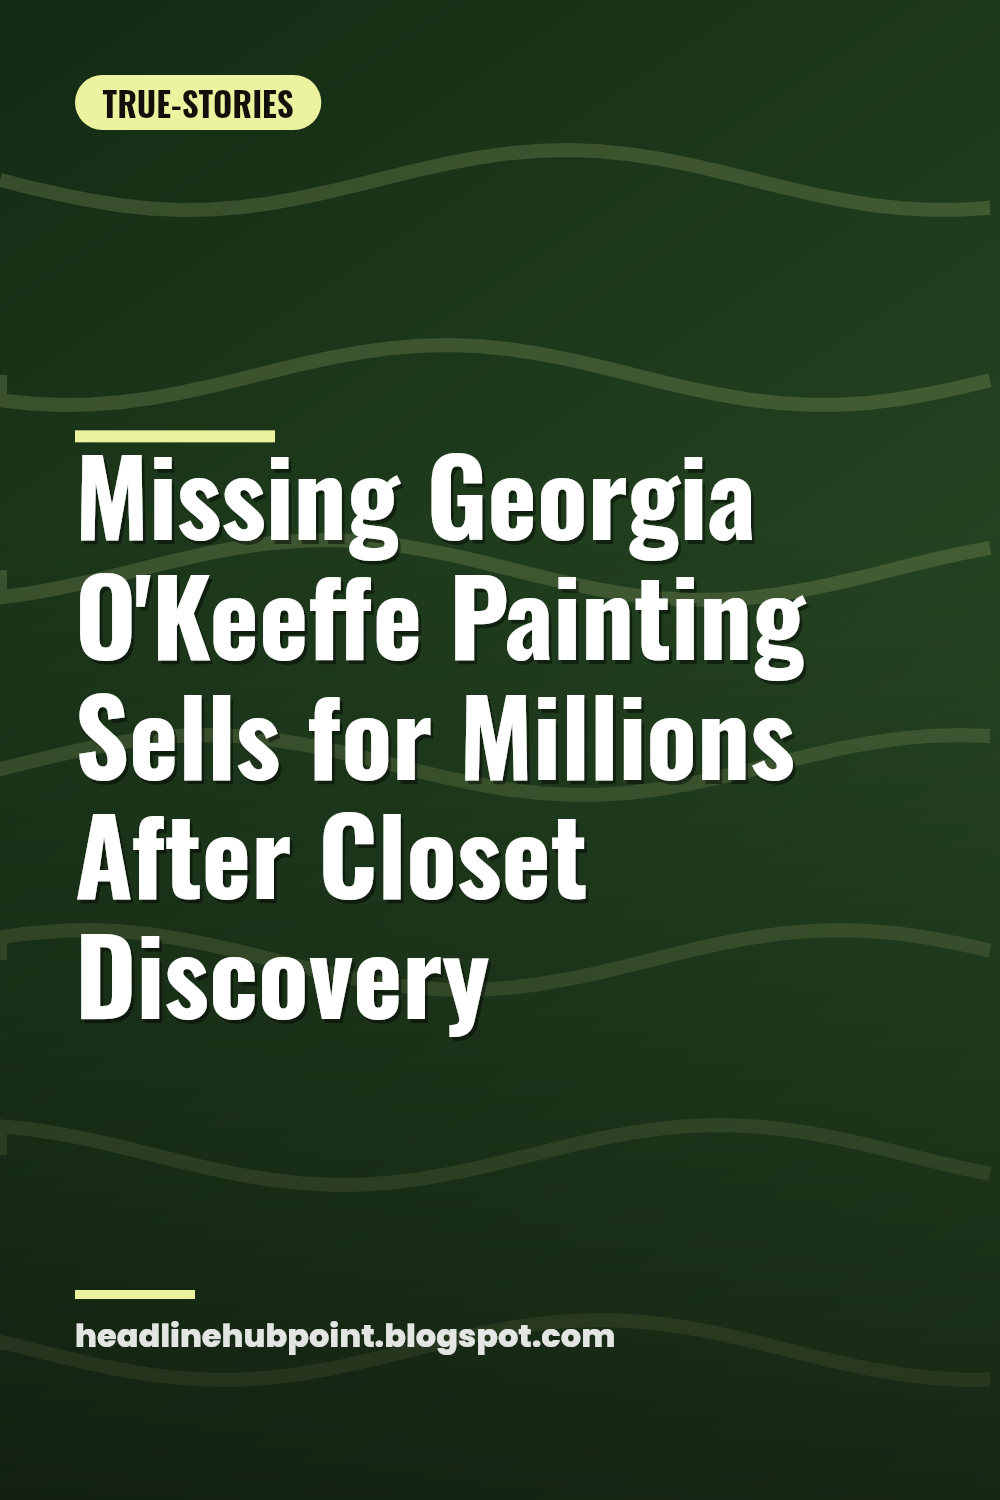 TRUE-STORIES
Missing Georgia
O'Keeffe Painting
Sells for Millions
After Closet
Discovery
headlinehubpoint.blogspot.com